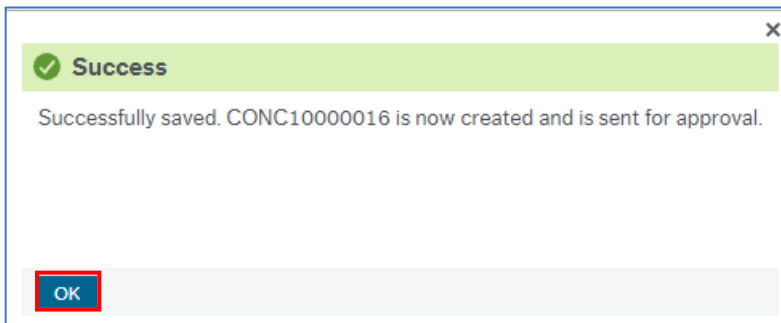 Success
Successfully saved. CONC10000016 is now created and is sent for approval.
OK